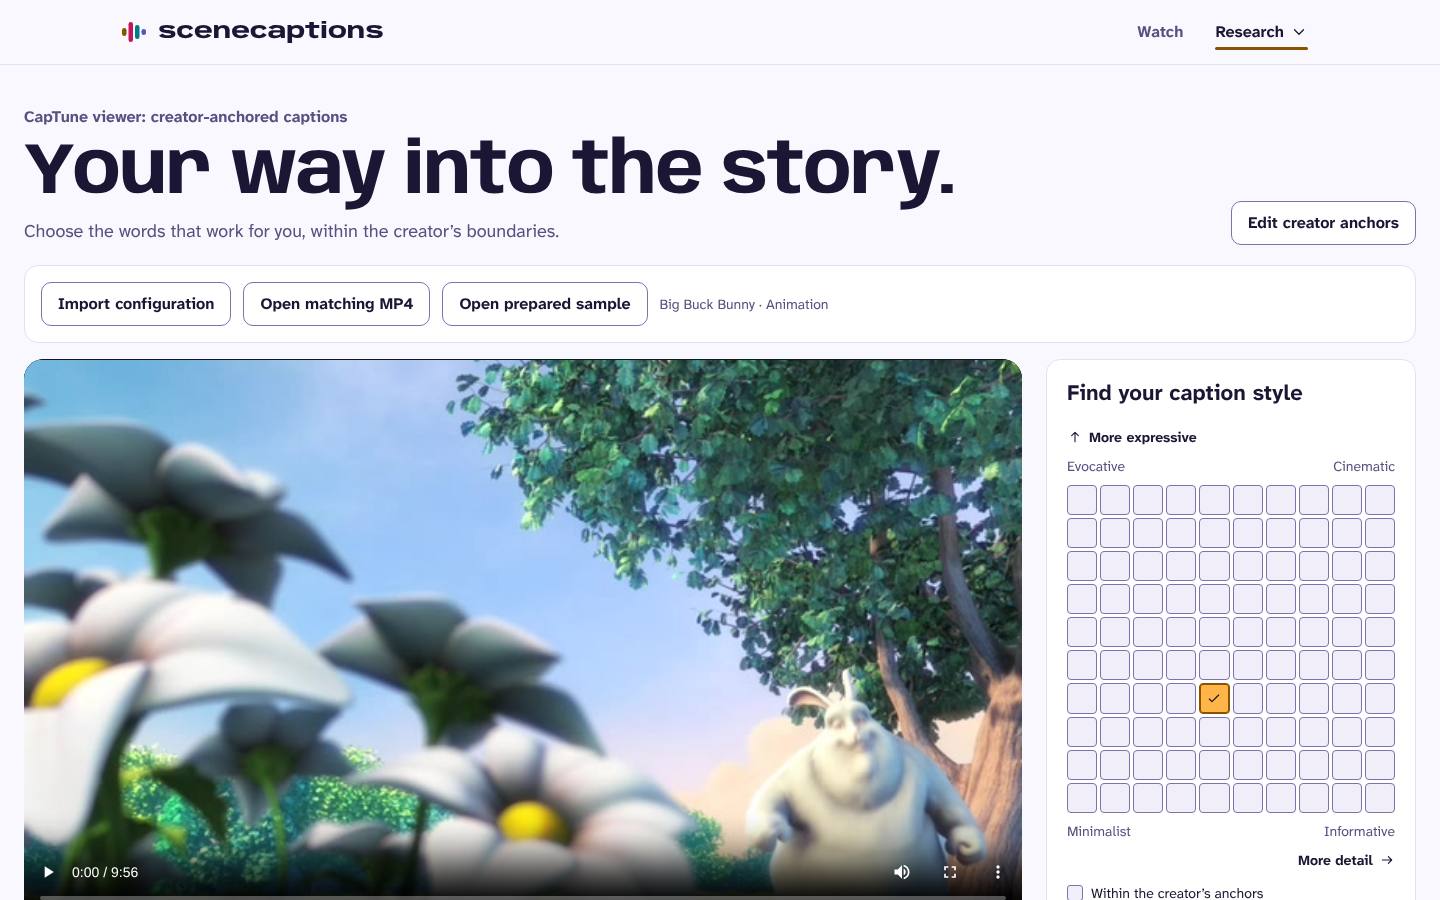 scenecaptions
Watch
Research
CapTune viewer: creator-anchored captions
Your way into the story.
Choose the words that work for you, within the creator’s boundaries.
Edit creator anchors
Import configuration
Open matching MP4
Open prepared sample
Big Buck Bunny · Animation
Find your caption style
↑ More expressive
Evocative
Cinematic
Minimalist
Informative
More detail →
Within the creator’s anchors
0:00 / 9:56